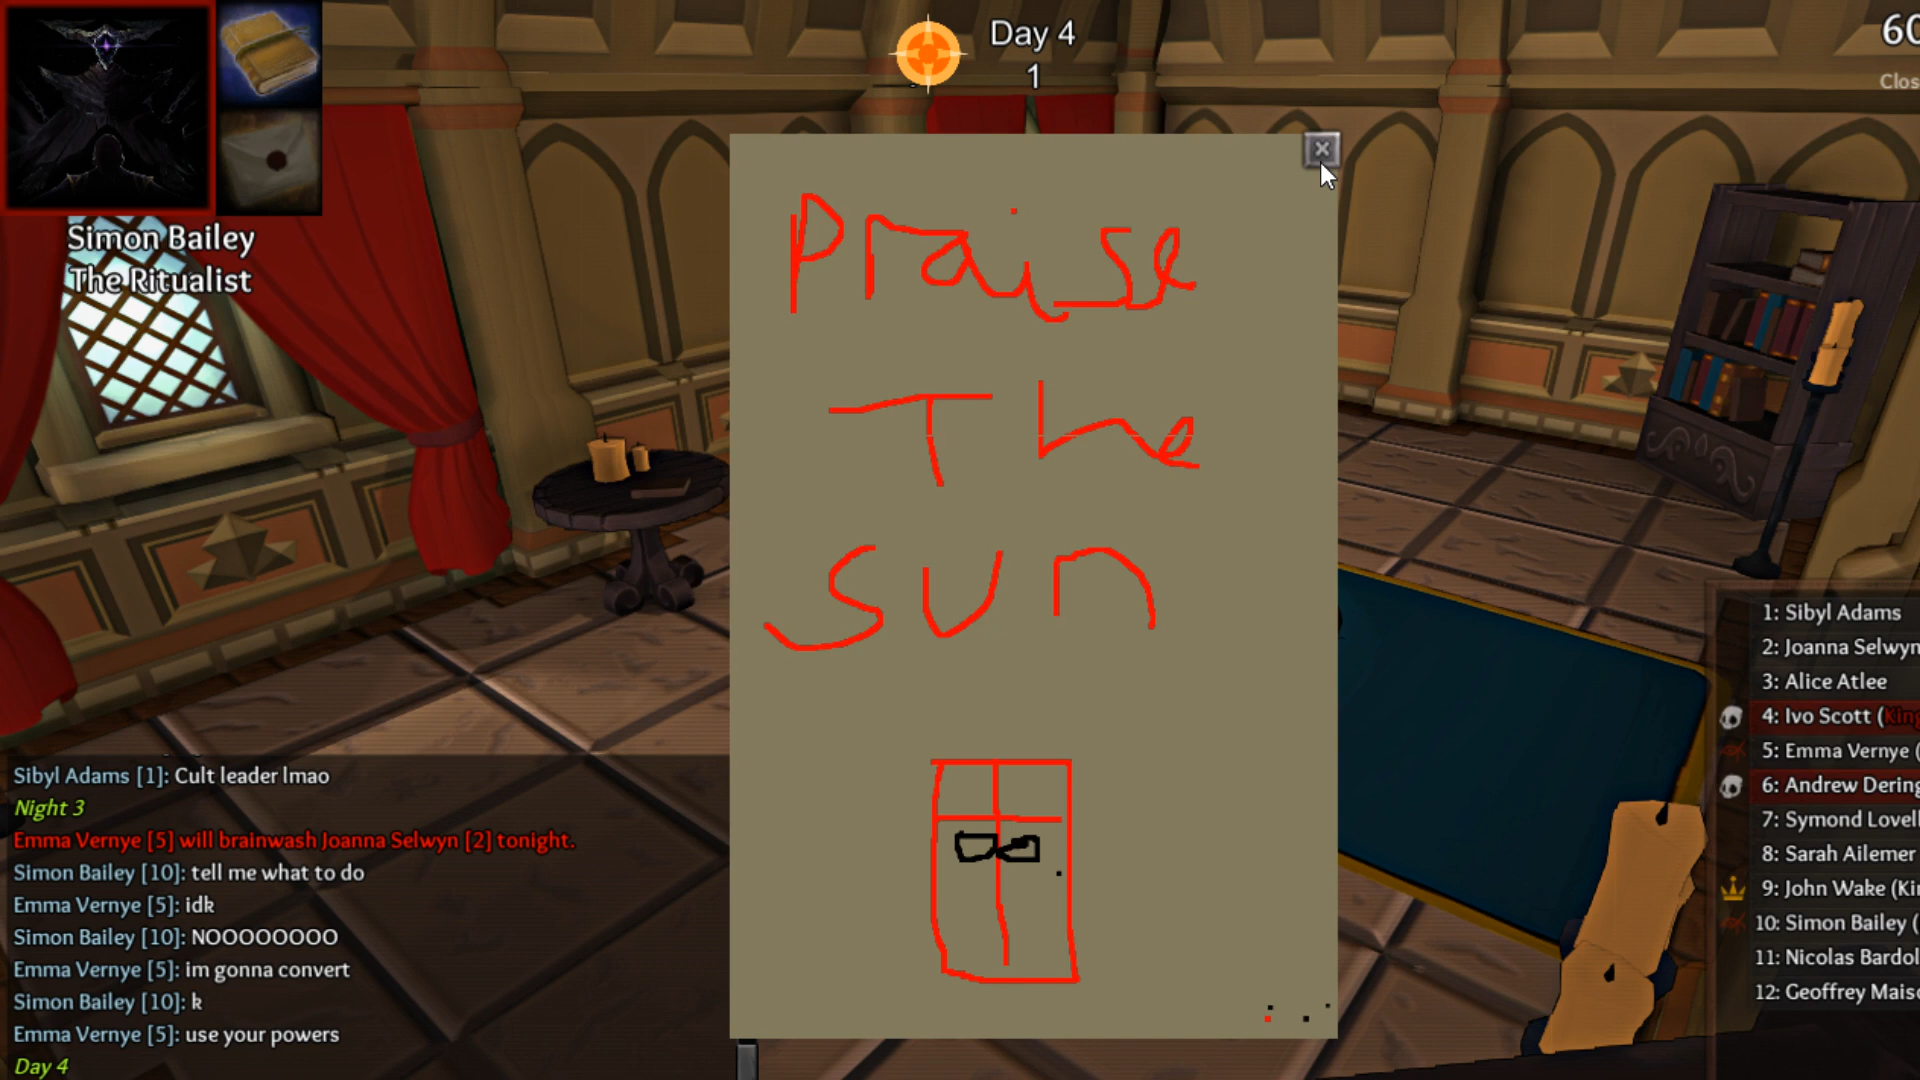 Day 4
1
60
Clos
Simon Bailey
The Ritualist
Praise
The
sun
Sibyl Adams [1]: Cult leader lmao
Night 3
Emma Vernye [5] will brainwash Joanna Selwyn [2] tonight.
Simon Bailey [10]: tell me what to do
Emma Vernye [5]: idk
Simon Bailey [10]: NOOOOOOOO
Emma Vernye [5]: im gonna convert
Simon Bailey [10]: k
Emma Vernye [5]: use your powers
Day 4
1: Sibyl Adams
2: Joanna Selwyn
3: Alice Atlee
4: Ivo Scott (King
5: Emma Vernye (
6: Andrew Dering
7: Symond Lovell
8: Sarah Ailemer
9: John Wake (Kin
10: Simon Bailey (
11: Nicolas Bardol
12: Geoffrey Maiso